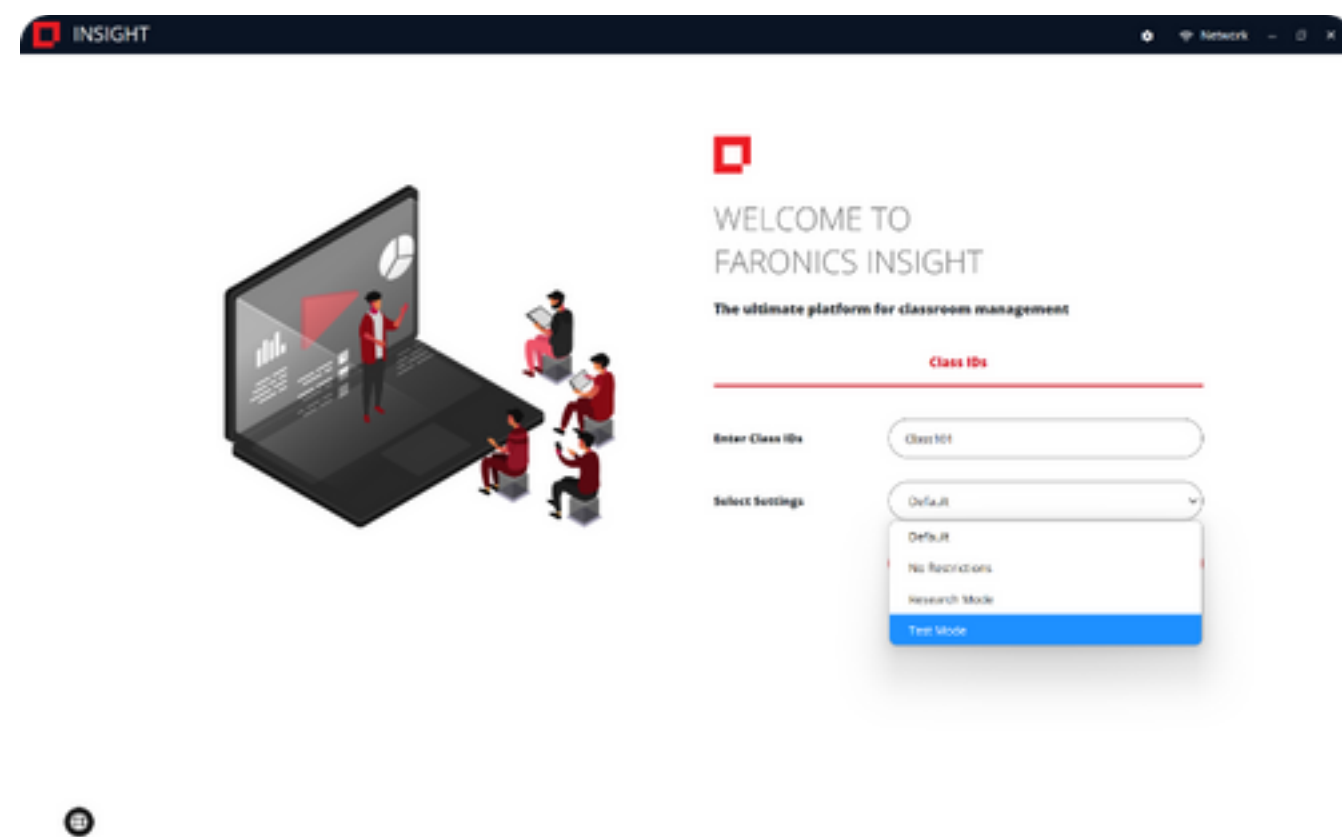 INSIGHT
Network
WELCOME TO
FARONICS INSIGHT
The ultimate platform for classroom management
Class IDs
Enter Class IDs
Class101
Select Settings
Default
Default
No Restrictions
Research Mode
Test Mode